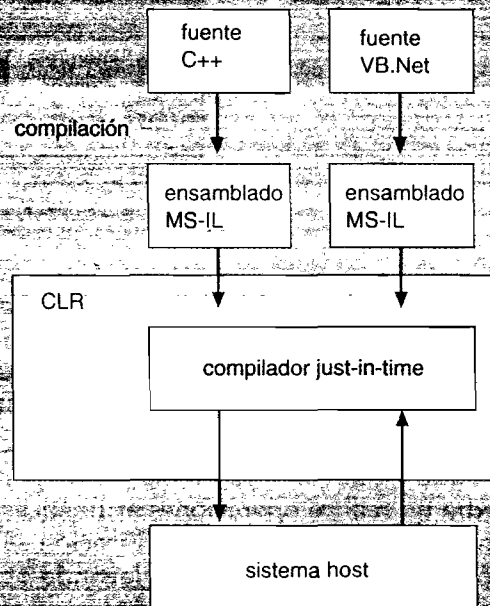 fuente
C++
fuente
VB.Net
compilación
ensamblado
MS-IL
ensamblado
MS-IL
CLR
compilador just-in-time
sistema host